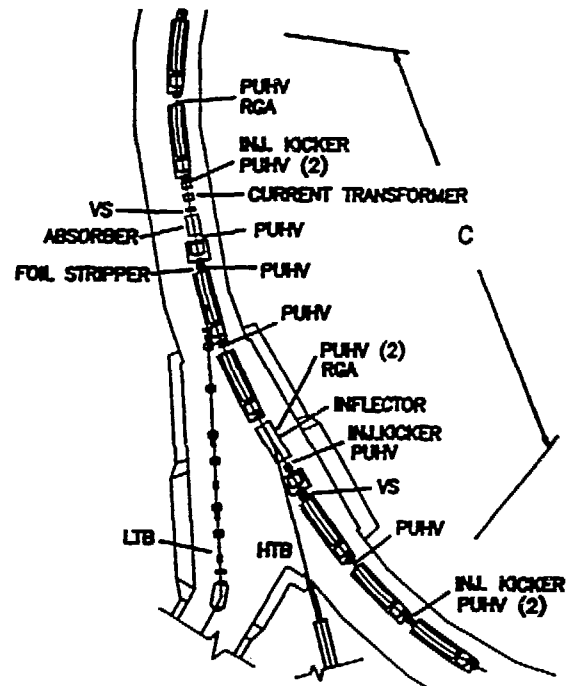 PUHV
RGA
INJ. KICKER
PUHV (2)
CURRENT TRANSFORMER
VS
ABSORBER
PUHV
C
FOIL STRIPPER
PUHV
PUHV
PUHV (2)
RGA
INFLECTOR
INJ.KICKER
PUHV
VS
PUHV
LTB
HTB
INJ. KICKER
PUHV (2)